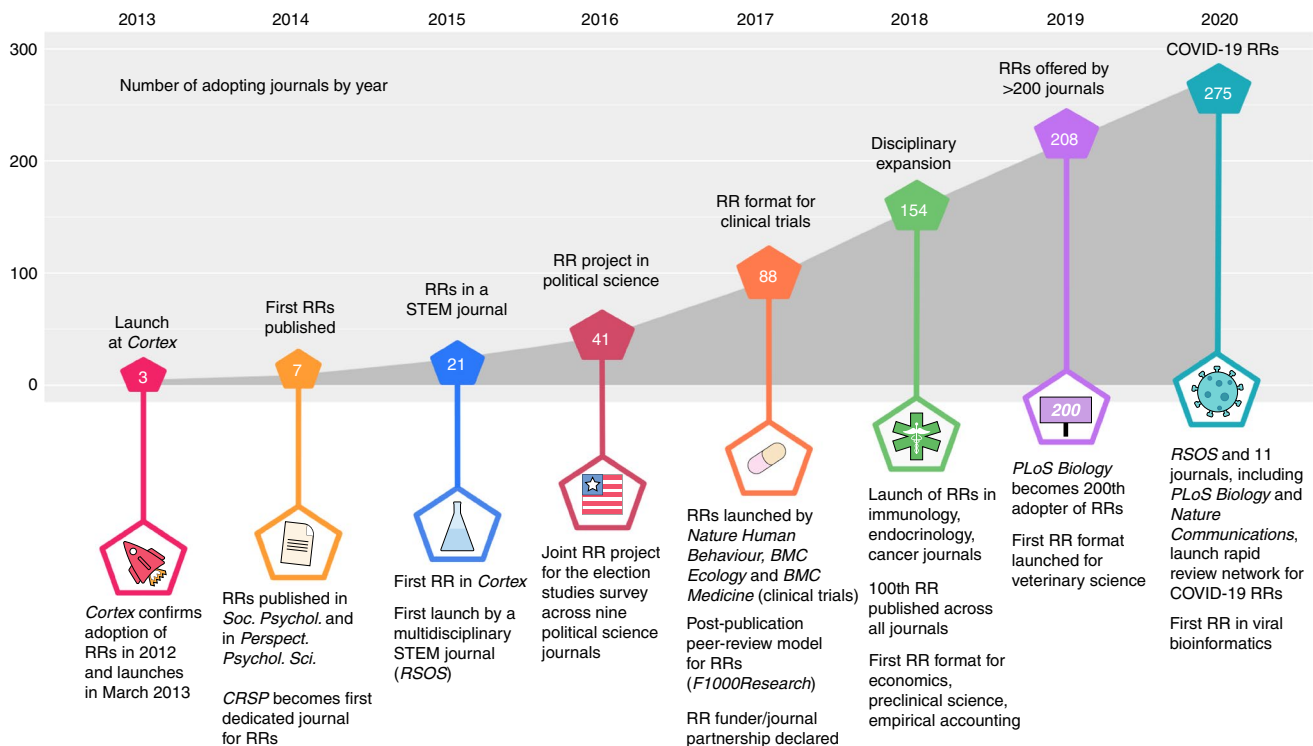 2013
2014
2015
2016
2017
2018
2019
2020
300
200
100
0
Number of adopting journals by year
Launch
at Cortex
3
Cortex confirms
adoption of
RRs in 2012
and launches
in March 2013
First RRs
published
7
RRs published in
Soc. Psychol. and
in Perspect.
Psychol. Sci.
CRSP becomes first
dedicated journal
for RRs
RRs in a
STEM journal
21
First RR in Cortex
First launch by a
multidisciplinary
STEM journal
(RSOS)
RR project in
political science
41
Joint RR project
for the election
studies survey
across nine
political science
journals
RR format for
clinical trials
88
RRs launched by
Nature Human
Behaviour, BMC
Ecology and BMC
Medicine (clinical trials)
Post-publication
peer-review model
for RRs
(F1000Research)
RR funder/journal
partnership declared
Disciplinary
expansion
154
Launch of RRs in
immunology,
endocrinology,
cancer journals
100th RR
published across
all journals
First RR format for
economics,
preclinical science,
empirical accounting
RRs offered by
>200 journals
208
200
PLoS Biology
becomes 200th
adopter of RRs
First RR format
launched for
veterinary science
COVID-19 RRs
275
RSOS and 11
journals, including
PLoS Biology and
Nature
Communications,
launch rapid
review network for
COVID-19 RRs
First RR in viral
bioinformatics